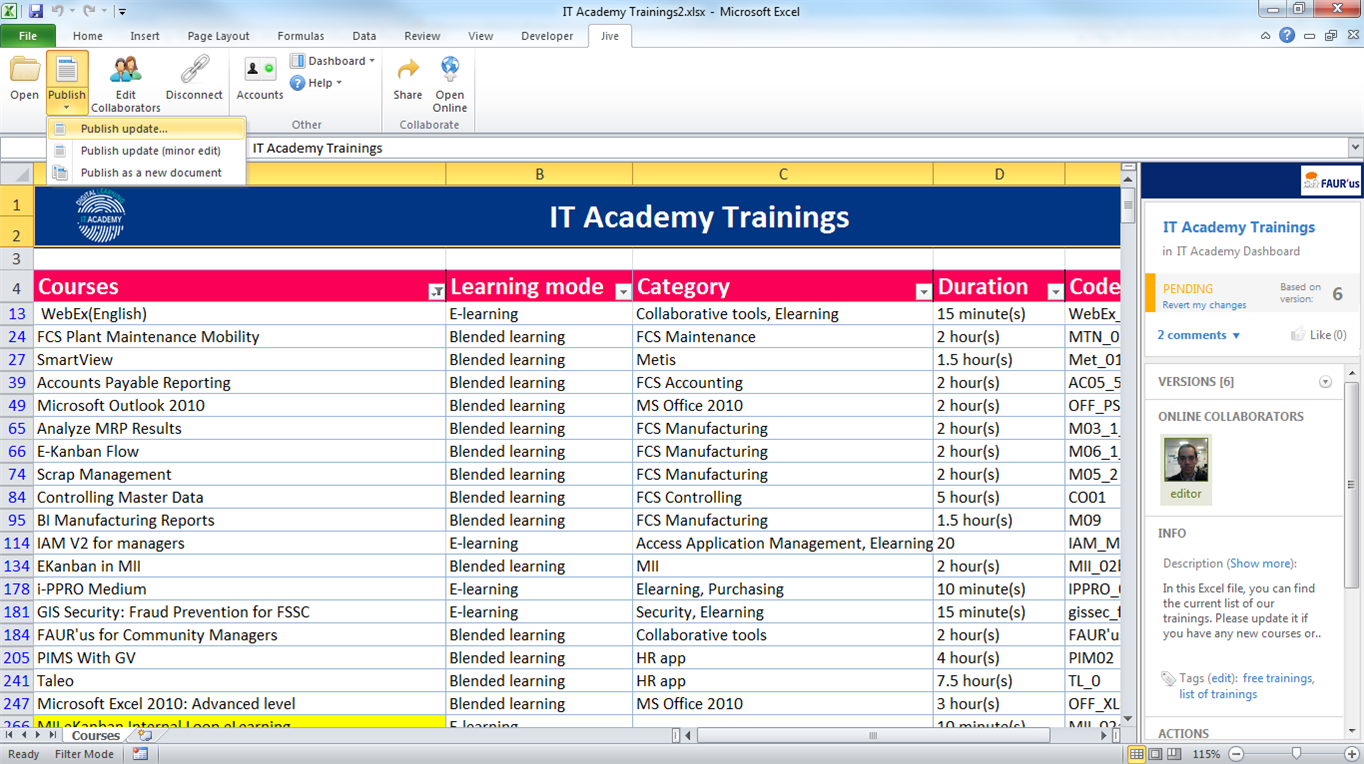 IT Academy Trainings2.xlsx - Microsoft Excel
File Home Insert Page Layout Formulas Data Review View Developer Jive
Open Publish Edit Collaborators Disconnect Accounts Dashboard Help Share Open Online
Other Collaborate
Publish update...
Publish update (minor edit)
Publish as a new document
IT Academy Trainings
B C D
1 DIGITAL LEARNING IT ACADEMY IT Academy Trainings
2
3
4 Courses Learning mode Category Duration Code
13 WebEx(English) E-learning Collaborative tools, Elearning 15 minute(s) WebEx_
24 FCS Plant Maintenance Mobility Blended learning FCS Maintenance 2 hour(s) MTN_0
27 SmartView Blended learning Metis 1.5 hour(s) Met_01
39 Accounts Payable Reporting Blended learning FCS Accounting 2 hour(s) AC05_5
49 Microsoft Outlook 2010 Blended learning MS Office 2010 2 hour(s) OFF_PS
65 Analyze MRP Results Blended learning FCS Manufacturing 2 hour(s) M03_1_
66 E-Kanban Flow Blended learning FCS Manufacturing 2 hour(s) M06_1_
74 Scrap Management Blended learning FCS Manufacturing 2 hour(s) M05_2
84 Controlling Master Data Blended learning FCS Controlling 5 hour(s) CO01
95 BI Manufacturing Reports Blended learning FCS Manufacturing 1.5 hour(s) M09
114 IAM V2 for managers E-learning Access Application Management, Elearning 20 IAM_M
134 EKanban in MII Blended learning MII 2 hour(s) MII_02
178 i-PPRO Medium E-learning Elearning, Purchasing 10 minute(s) IPPRO_
181 GIS Security: Fraud Prevention for FSSC E-learning Security, Elearning 15 minute(s) gissec_f
184 FAUR'us for Community Managers Blended learning Collaborative tools 2 hour(s) FAUR'us
205 PIMS With GV Blended learning HR app 4 hour(s) PIM02
241 Taleo Blended learning HR app 7.5 hour(s) TL_0
247 Microsoft Excel 2010: Advanced level Blended learning MS Office 2010 3 hour(s) OFF_XL
266 MII eKanban Internal Loop eLearning E-learning 10 minute(s) MII_02
Courses
Ready Filter Mode 115%
FAUR'us
IT Academy Trainings
in IT Academy Dashboard
PENDING
Revert my changes
Based on version: 6
2 comments Like (0)
VERSIONS [6]
ONLINE COLLABORATORS
editor
INFO
Description (Show more):
In this Excel file, you can find
the current list of our
trainings. Please update it if
you have any new courses or..
Tags (edit): free trainings,
list of trainings
ACTIONS